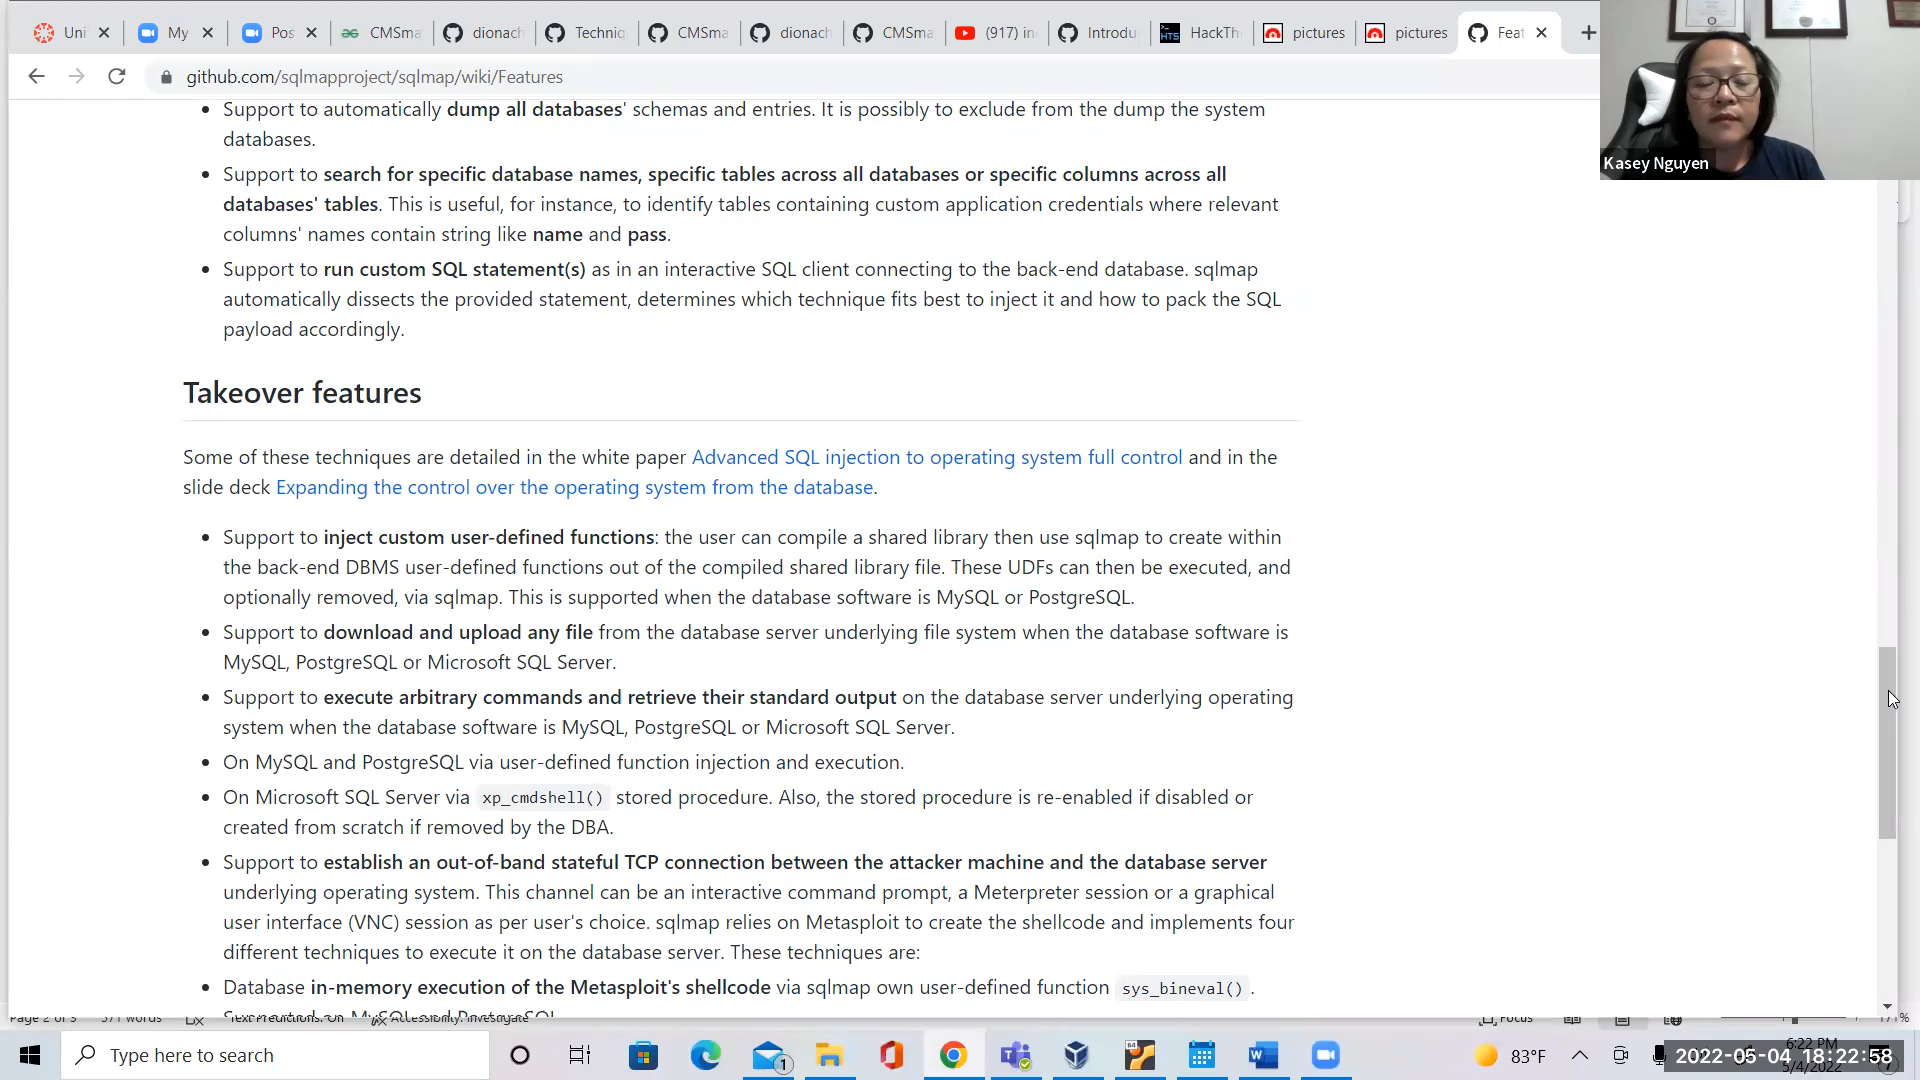 Uni
My
Pos
CMSma
dionach
Techniq
CMSma
dionach
CMSma
(917) in
Introdu
HackTh
pictures
pictures
Feat
github.com/sqlmapproject/sqlmap/wiki/Features
Kasey Nguyen
Support to automatically dump all databases' schemas and entries. It is possibly to exclude from the dump the system
databases.
Support to search for specific database names, specific tables across all databases or specific columns across all
databases' tables. This is useful, for instance, to identify tables containing custom application credentials where relevant
columns' names contain string like name and pass.
Support to run custom SQL statement(s) as in an interactive SQL client connecting to the back-end database. sqlmap
automatically dissects the provided statement, determines which technique fits best to inject it and how to pack the SQL
payload accordingly.
Takeover features
Some of these techniques are detailed in the white paper Advanced SQL injection to operating system full control and in the
slide deck Expanding the control over the operating system from the database.
Support to inject custom user-defined functions: the user can compile a shared library then use sqlmap to create within
the back-end DBMS user-defined functions out of the compiled shared library file. These UDFs can then be executed, and
optionally removed, via sqlmap. This is supported when the database software is MySQL or PostgreSQL.
Support to download and upload any file from the database server underlying file system when the database software is
MySQL, PostgreSQL or Microsoft SQL Server.
Support to execute arbitrary commands and retrieve their standard output on the database server underlying operating
system when the database software is MySQL, PostgreSQL or Microsoft SQL Server.
On MySQL and PostgreSQL via user-defined function injection and execution.
On Microsoft SQL Server via xp_cmdshell() stored procedure. Also, the stored procedure is re-enabled if disabled or
created from scratch if removed by the DBA.
Support to establish an out-of-band stateful TCP connection between the attacker machine and the database server
underlying operating system. This channel can be an interactive command prompt, a Meterpreter session or a graphical
user interface (VNC) session as per user's choice. sqlmap relies on Metasploit to create the shellcode and implements four
different techniques to execute it on the database server. These techniques are:
Database in-memory execution of the Metasploit's shellcode via sqlmap own user-defined function sys_bineval().
Page 2 of 3 571 words
Focus
Type here to search
1
64
83°F
6:22 PM
2022-05-04 18:22:58